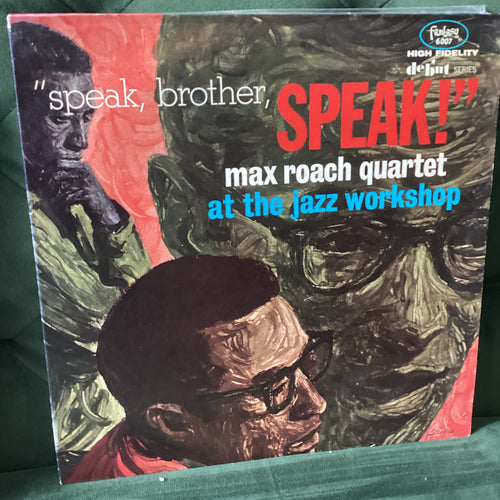 fantasy
6007
HIGH FIDELITY
debut SERIES
"speak, brother,
SPEAK!"
max roach quartet
at the jazz workshop